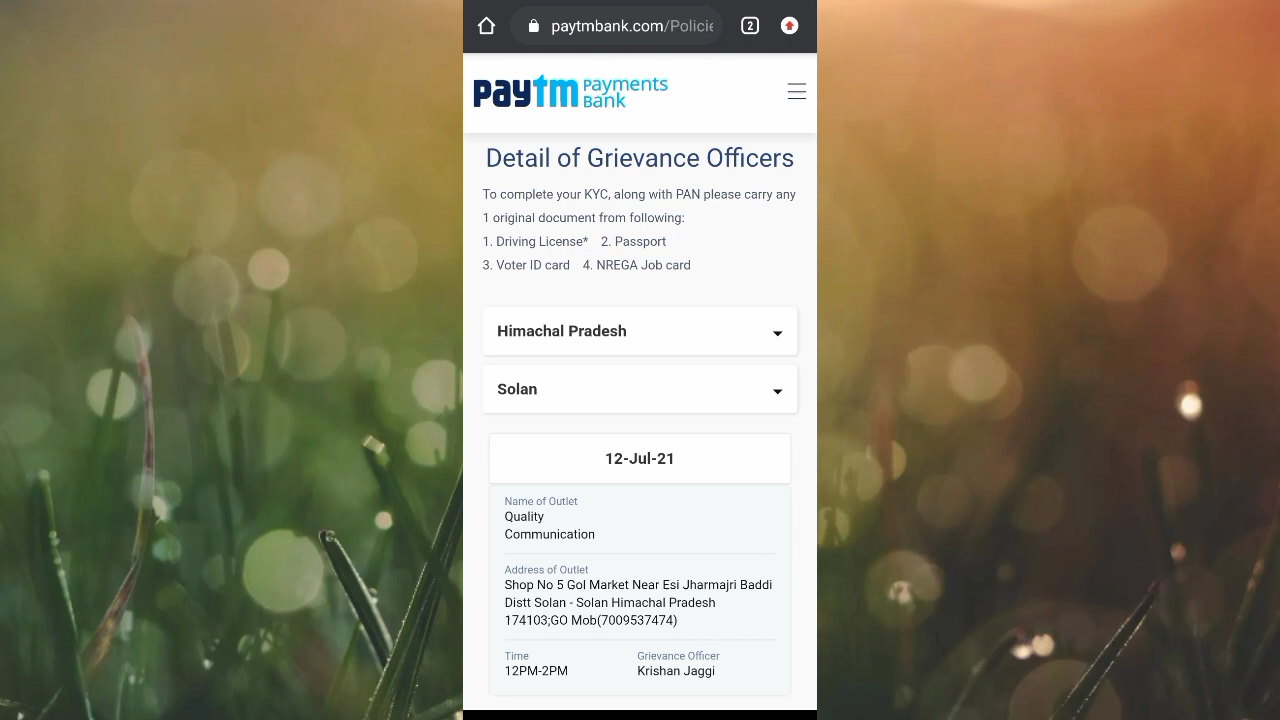 paytmbank.com/Policie
2
paytm Payments
Bank
Detail of Grievance Officers
To complete your KYC, along with PAN please carry any
1 original document from following:
1. Driving License* 2. Passport
3. Voter ID card 4. NREGA Job card
Himachal Pradesh
Solan
12-Jul-21
Name of Outlet
Quality
Communication
Address of Outlet
Shop No 5 Gol Market Near Esi Jharmajri Baddi
Distt Solan - Solan Himachal Pradesh
174103;GO Mob(7009537474)
Time Grievance Officer
12PM-2PM Krishan Jaggi